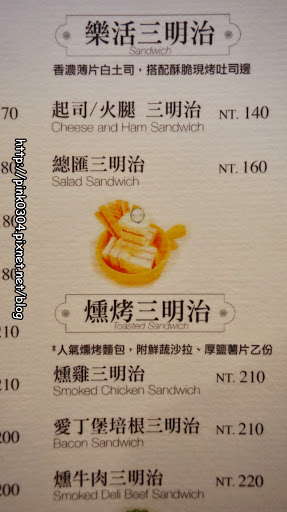 樂活三明治
Sandwich
香濃薄片白土司，搭配酥脆現烤吐司邊
70
起司/火腿 三明治 NT. 140
Cheese and Ham Sandwich
80
總匯三明治 NT. 160
Salad Sandwich
80
80
燻烤三明治
Toasted Sandwich
210
*人氣燻烤麵包，附鮮蔬沙拉、厚鹽薯片乙份
210
燻雞三明治 NT. 210
Smoked Chicken Sandwich
200
愛丁堡培根三明治 NT. 210
Bacon Sandwich
200
燻牛肉三明治 NT. 220
Smoked Deli Beef Sandwich
http://pink0304.pixnet.net/blog